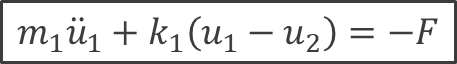 m₁ü₁ + k₁(u₁ − u₂) = −F